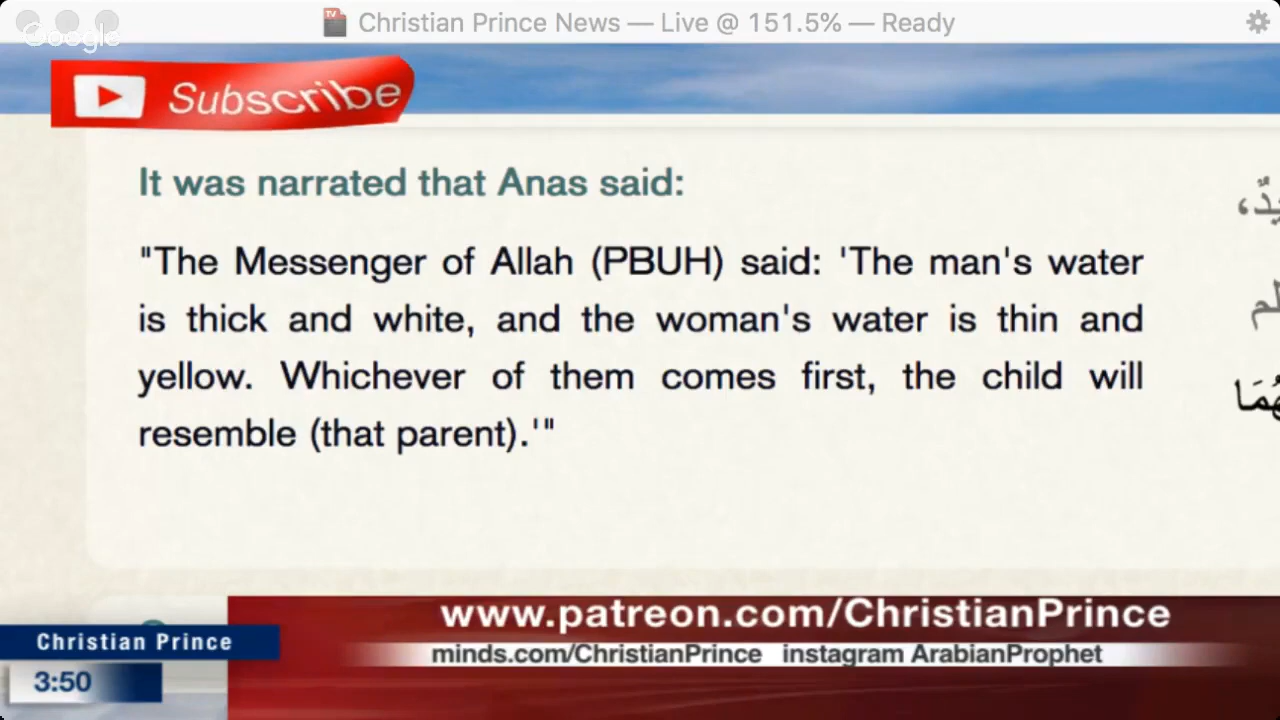 Christian Prince News — Live @ 151.5% — Ready
Google
Subscribe
It was narrated that Anas said:
"The Messenger of Allah (PBUH) said: 'The man's water
is thick and white, and the woman's water is thin and
yellow. Whichever of them comes first, the child will
resemble (that parent).'"
www.patreon.com/ChristianPrince
Christian Prince
minds.com/ChristianPrince instagram ArabianProphet
3:50